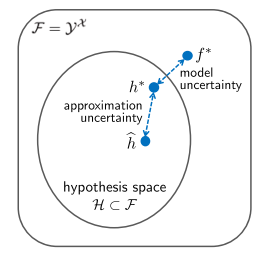 𝓕 = 𝓨^𝓧
f*
h*
model
uncertainty
approximation
uncertainty
ĥ
hypothesis space
𝓗 ⊂ 𝓕